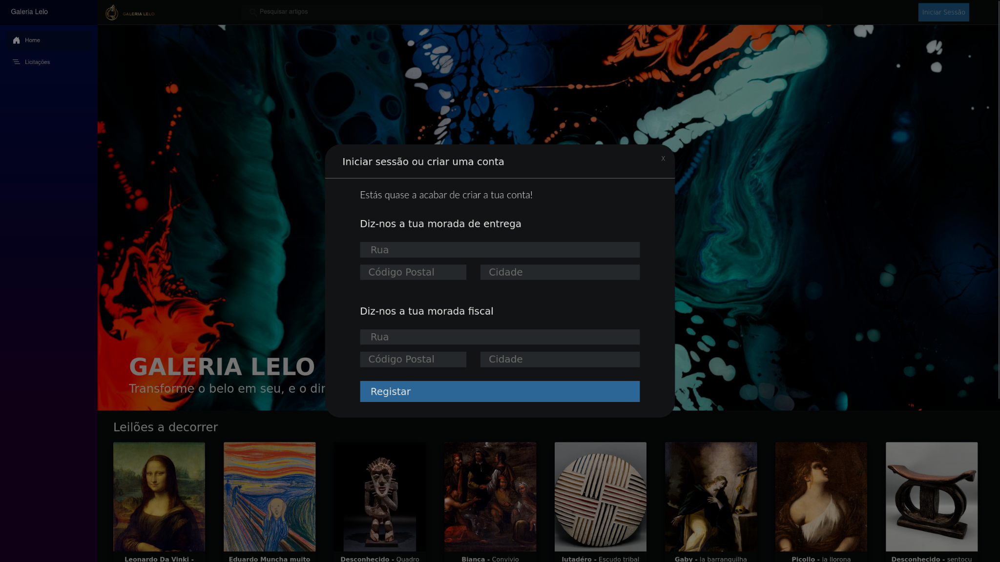 Galeria Lelo
GALERIA LELO
Pesquisar artigos
Iniciar Sessão
Home
Licitações
Iniciar sessão ou criar uma conta
X
Estás quase a acabar de criar a tua conta!
Diz-nos a tua morada de entrega
Rua
Código Postal
Cidade
Diz-nos a tua morada fiscal
Rua
Código Postal
Cidade
Registar
GALERIA LELO
Transforme o belo em seu, e o dir
Leilões a decorrer
Leonardo Da Vinki -
Eduardo Muncha muito
Desconhecido - Quadro
Bianca - Convivio
Iutadéro - Escudo tribal
Gaby - la barranquilha
Picollo - la llorona
Desconhecido - sentocu